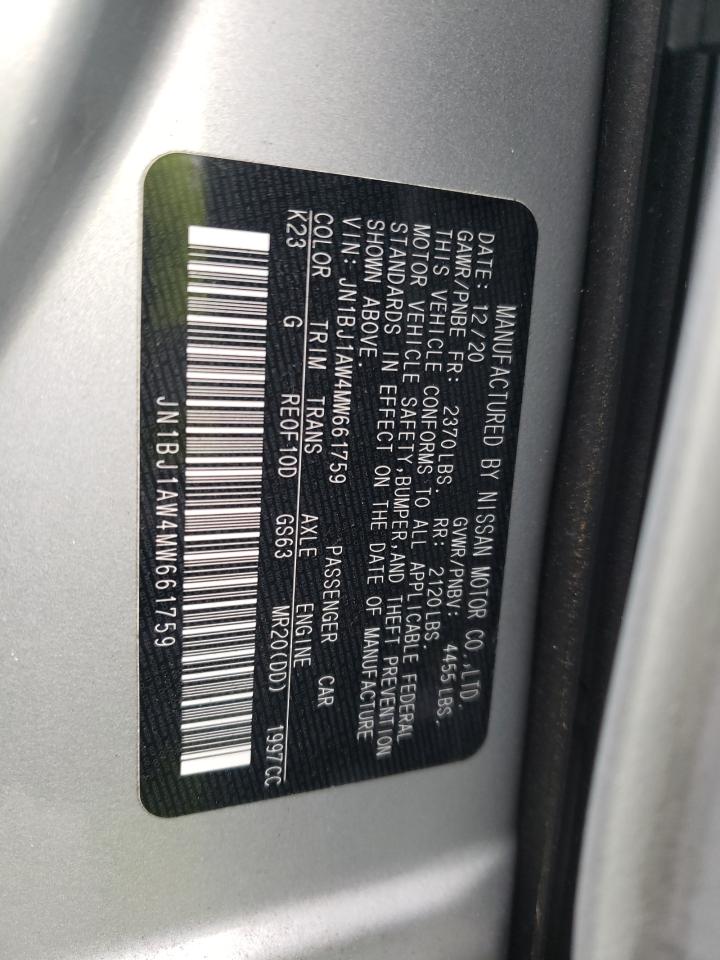 MANUFACTURED BY NISSAN MOTOR CO.,LTD.
DATE: 12/20 GVWR/PNBV: 4455LBS.
GAWR/PNBE FR: 2370LBS. RR: 2120LBS.
THIS VEHICLE CONFORMS TO ALL APPLICABLE FEDERAL
MOTOR VEHICLE SAFETY,BUMPER,AND THEFT PREVENTION
STANDARDS IN EFFECT ON THE DATE OF MANUFACTURE
SHOWN ABOVE.
VIN: JN1BJ1AW4MW661759 PASSENGER CAR
COLOR TRIM TRANS AXLE ENGINE
K23 G RE0F10D GS63 MR20(DD) 1997CC
JN1BJ1AW4MW661759